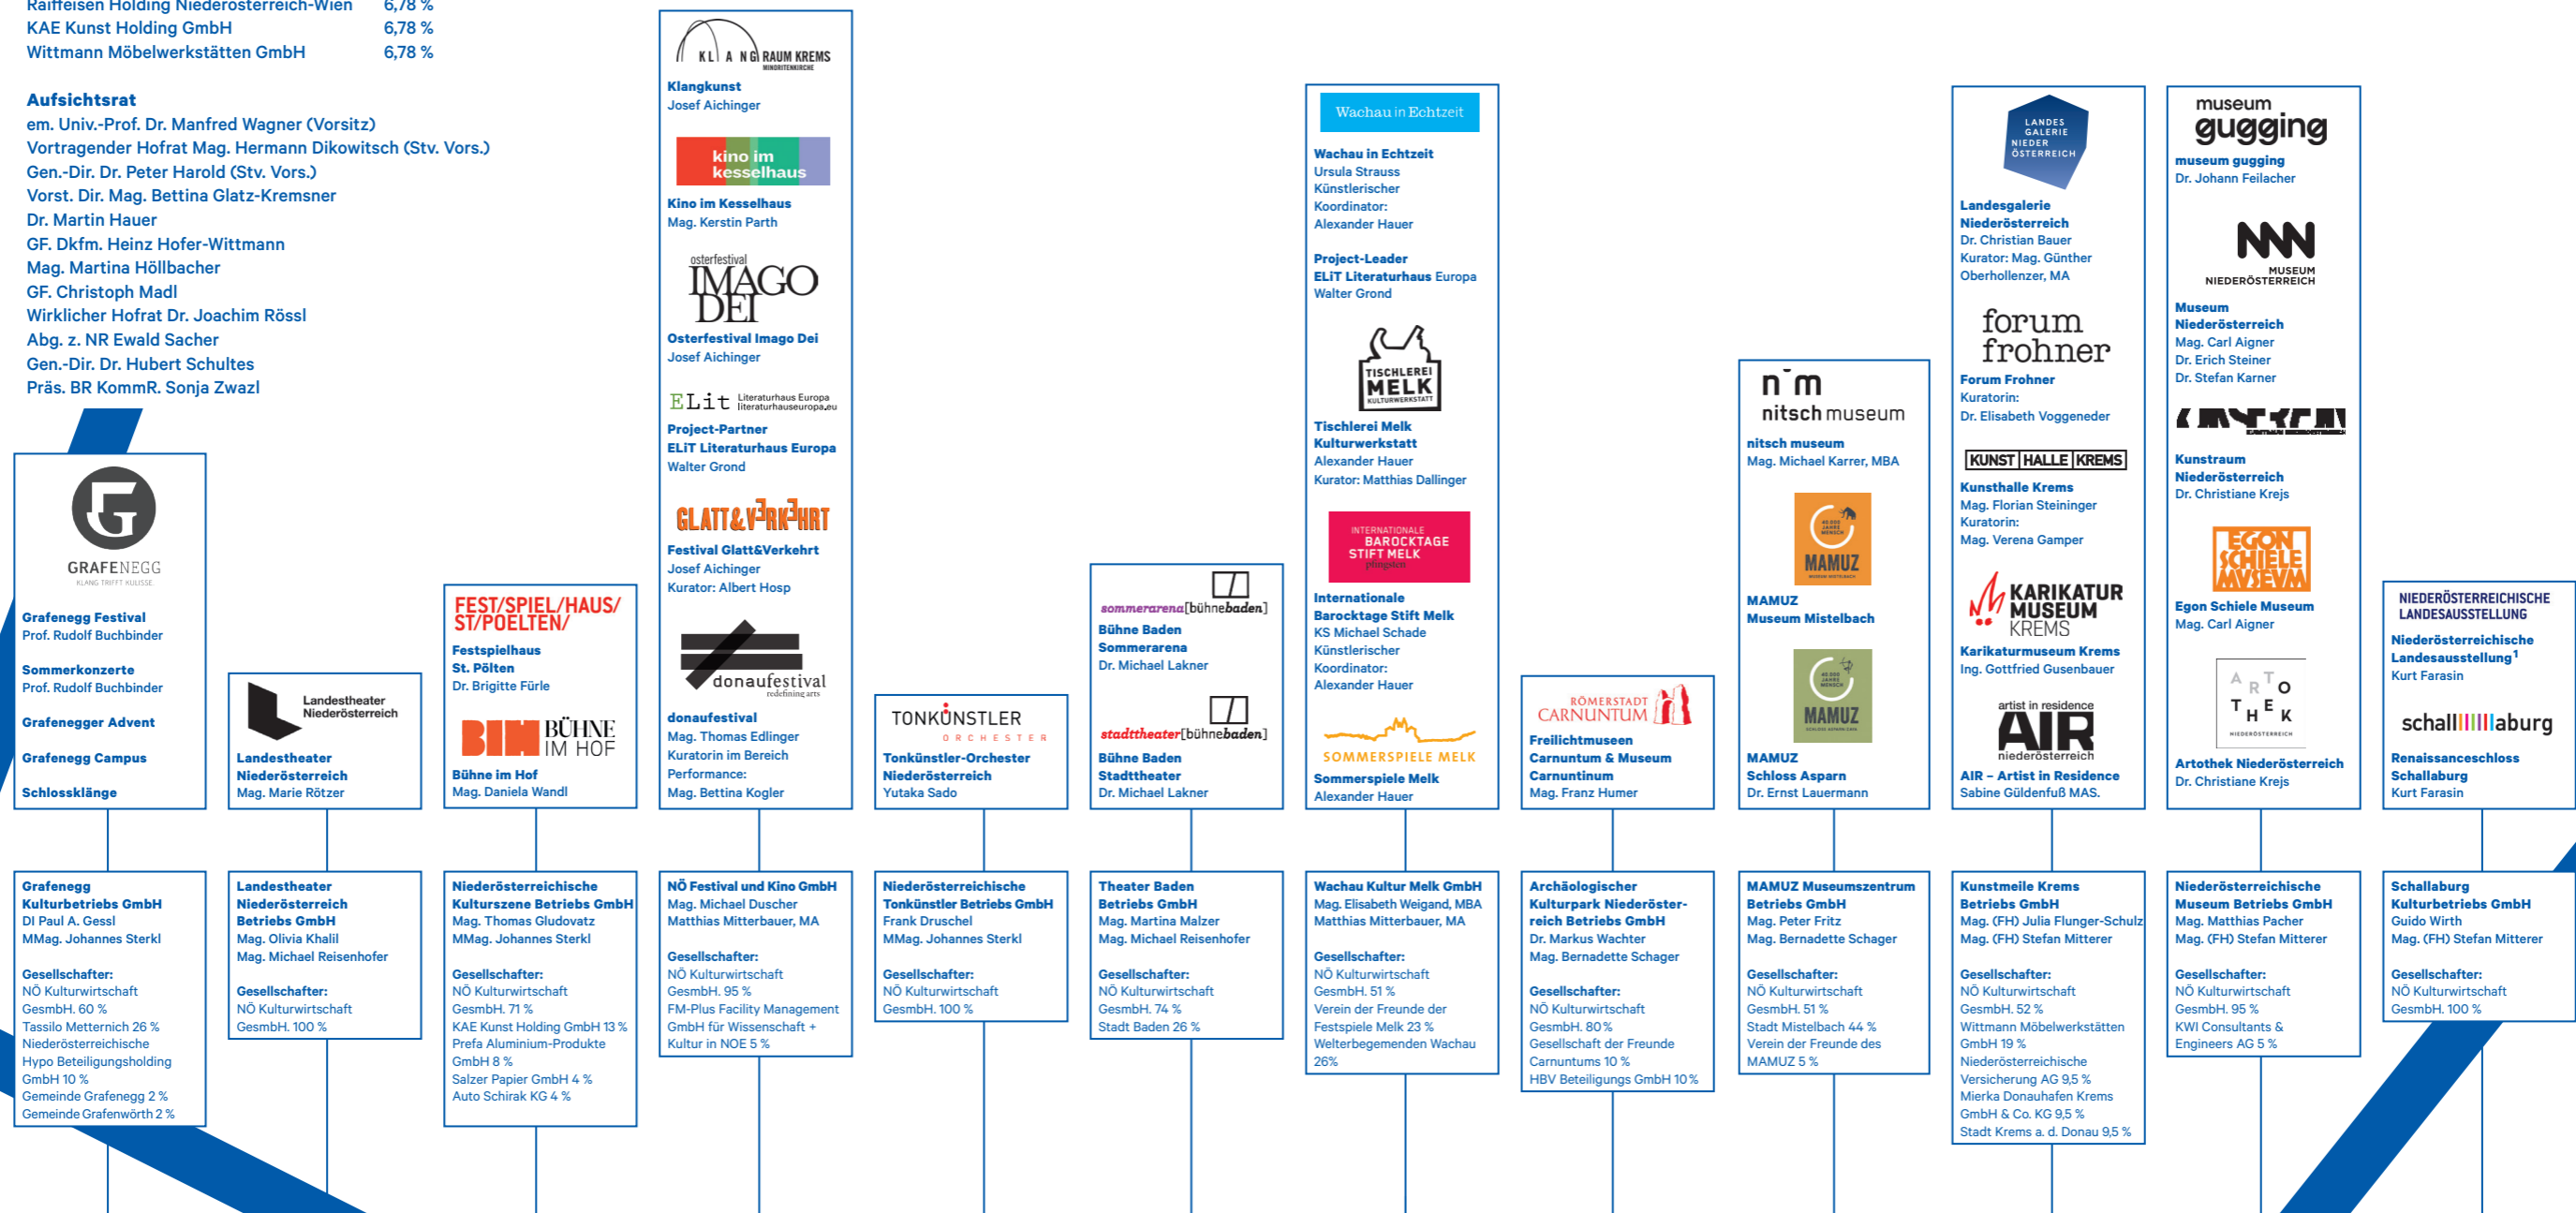 Raiffeisen Holding Niederösterreich-Wien 6,78 %
KAE Kunst Holding GmbH 6,78 %
Wittmann Möbelwerkstätten GmbH 6,78 %
Aufsichtsrat
em. Univ.-Prof. Dr. Manfred Wagner (Vorsitz)
Vortragender Hofrat Mag. Hermann Dikowitsch (Stv. Vors.)
Gen.-Dir. Dr. Peter Harold (Stv. Vors.)
Vorst. Dir. Mag. Bettina Glatz-Kremsner
Dr. Martin Hauer
GF. Dkfm. Heinz Hofer-Wittmann
Mag. Martina Höllbacher
GF. Christoph Madl
Wirklicher Hofrat Dr. Joachim Rössl
Abg. z. NR Ewald Sacher
Gen.-Dir. Dr. Hubert Schultes
Präs. BR KommR. Sonja Zwazl
G
GRAFENEGG
KLANG TRIFFT KULISSE.
Grafenegg Festival
Prof. Rudolf Buchbinder
Sommerkonzerte
Prof. Rudolf Buchbinder
Grafenegger Advent
Grafenegg Campus
Schlossklänge
Grafenegg
Kulturbetriebs GmbH
DI Paul A. Gessl
MMag. Johannes Sterkl
Gesellschafter:
NÖ Kulturwirtschaft
GesmbH. 60 %
Tassilo Metternich 26 %
Niederösterreichische
Hypo Beteiligungsholding
GmbH 10 %
Gemeinde Grafenegg 2 %
Gemeinde Grafenwörth 2 %
Landestheater
Niederösterreich
Landestheater
Niederösterreich
Mag. Marie Rötzer
Landestheater
Niederösterreich
Betriebs GmbH
Mag. Olivia Khalil
Mag. Michael Reisenhofer
Gesellschafter:
NÖ Kulturwirtschaft
GesmbH. 100 %
FEST/SPIEL/HAUS/
ST/POELTEN/
Festspielhaus
St. Pölten
Dr. Brigitte Fürle
BIH BÜHNE
IM HOF
Bühne im Hof
Mag. Daniela Wandl
Niederösterreichische
Kulturszene Betriebs GmbH
Mag. Thomas Gludovatz
MMag. Johannes Sterkl
Gesellschafter:
NÖ Kulturwirtschaft
GesmbH. 71 %
KAE Kunst Holding GmbH 13 %
Prefa Aluminium-Produkte
GmbH 8 %
Salzer Papier GmbH 4 %
Auto Schirak KG 4 %
KLANGRAUM KREMS
MINORITENKIRCHE
Klangkunst
Josef Aichinger
kino im
kesselhaus
Kino im Kesselhaus
Mag. Kerstin Parth
osterfestival
IMAGO
DEI
Osterfestival Imago Dei
Josef Aichinger
ELit Literaturhaus Europa
literaturhauseuropa.eu
Project-Partner
ELiT Literaturhaus Europa
Walter Grond
GLATT&VERKEHRT
Festival Glatt&Verkehrt
Josef Aichinger
Kurator: Albert Hosp
donaufestival
redefining arts
donaufestival
Mag. Thomas Edlinger
Kuratorin im Bereich
Performance:
Mag. Bettina Kogler
NÖ Festival und Kino GmbH
Mag. Michael Duscher
Matthias Mitterbauer, MA
Gesellschafter:
NÖ Kulturwirtschaft
GesmbH. 95 %
FM-Plus Facility Management
GmbH für Wissenschaft +
Kultur in NOE 5 %
TONKÜNSTLER
ORCHESTER
Tonkünstler-Orchester
Niederösterreich
Yutaka Sado
Niederösterreichische
Tonkünstler Betriebs GmbH
Frank Druschel
MMag. Johannes Sterkl
Gesellschafter:
NÖ Kulturwirtschaft
GesmbH. 100 %
sommerarena[bühnebaden]
Bühne Baden
Sommerarena
Dr. Michael Lakner
stadttheater[bühnebaden]
Bühne Baden
Stadttheater
Dr. Michael Lakner
Theater Baden
Betriebs GmbH
Mag. Martina Malzer
Mag. Michael Reisenhofer
Gesellschafter:
NÖ Kulturwirtschaft
GesmbH. 74 %
Stadt Baden 26 %
Wachau in Echtzeit
Wachau in Echtzeit
Ursula Strauss
Künstlerischer
Koordinator:
Alexander Hauer
Project-Leader
ELiT Literaturhaus Europa
Walter Grond
TISCHLEREI
MELK
KULTURWERKSTATT
Tischlerei Melk
Kulturwerkstatt
Alexander Hauer
Kurator: Matthias Dallinger
INTERNATIONALE
BAROCKTAGE
STIFT MELK
pfingsten
Internationale
Barocktage Stift Melk
KS Michael Schade
Künstlerischer
Koordinator:
Alexander Hauer
SOMMERSPIELE MELK
Sommerspiele Melk
Alexander Hauer
Wachau Kultur Melk GmbH
Mag. Elisabeth Weigand, MBA
Matthias Mitterbauer, MA
Gesellschafter:
NÖ Kulturwirtschaft
GesmbH. 51 %
Verein der Freunde der
Festspiele Melk 23 %
Welterbegemenden Wachau
26%
RÖMERSTADT
CARNUNTUM
Freilichtmuseen
Carnuntum & Museum
Carnuntinum
Mag. Franz Humer
Archäologischer
Kulturpark Niederöster-
reich Betriebs GmbH
Dr. Markus Wachter
Mag. Bernadette Schager
Gesellschafter:
NÖ Kulturwirtschaft
GesmbH. 80%
Gesellschaft der Freunde
Carnuntums 10 %
HBV Beteiligungs GmbH 10%
n m
nitsch museum
nitsch museum
Mag. Michael Karrer, MBA
40.000
JAHRE
MENSCH
MAMUZ
MUSEUM MISTELBACH
MAMUZ
Museum Mistelbach
40.000
JAHRE
MENSCH
MAMUZ
SCHLOSS ASPARN/ZAYA
MAMUZ
Schloss Asparn
Dr. Ernst Lauermann
MAMUZ Museumszentrum
Betriebs GmbH
Mag. Peter Fritz
Mag. Bernadette Schager
Gesellschafter:
NÖ Kulturwirtschaft
GesmbH. 51 %
Stadt Mistelbach 44 %
Verein der Freunde des
MAMUZ 5 %
LANDES
GALERIE
NIEDER
ÖSTERREICH
Landesgalerie
Niederösterreich
Dr. Christian Bauer
Kurator: Mag. Günther
Oberhollenzer, MA
forum
frohner
Forum Frohner
Kuratorin:
Dr. Elisabeth Voggeneder
KUNST HALLE KREMS
Kunsthalle Krems
Mag. Florian Steininger
Kuratorin:
Mag. Verena Gamper
KARIKATUR
MUSEUM
KREMS
Karikaturmuseum Krems
Ing. Gottfried Gusenbauer
artist in residence
AIR
niederösterreich
AIR – Artist in Residence
Sabine Güldenfuß MAS.
Kunstmeile Krems
Betriebs GmbH
Mag. (FH) Julia Flunger-Schulz
Mag. (FH) Stefan Mitterer
Gesellschafter:
NÖ Kulturwirtschaft
GesmbH. 52 %
Wittmann Möbelwerkstätten
GmbH 19 %
Niederösterreichische
Versicherung AG 9,5 %
Mierka Donauhafen Krems
GmbH & Co. KG 9,5 %
Stadt Krems a. d. Donau 9,5 %
museum
gugging
museum gugging
Dr. Johann Feilacher
MUSEUM
NIEDERÖSTERREICH
Museum
Niederösterreich
Mag. Carl Aigner
Dr. Erich Steiner
Dr. Stefan Karner
Kunstraum
Niederösterreich
Dr. Christiane Krejs
EGON
SCHIELE
MVSEVM
Egon Schiele Museum
Mag. Carl Aigner
ARTO
THEK
NIEDERÖSTERREICH
Artothek Niederösterreich
Dr. Christiane Krejs
Niederösterreichische
Museum Betriebs GmbH
Mag. Matthias Pacher
Mag. (FH) Stefan Mitterer
Gesellschafter:
NÖ Kulturwirtschaft
GesmbH. 95 %
KWI Consultants &
Engineers AG 5 %
NIEDERÖSTERREICHISCHE
LANDESAUSSTELLUNG
Niederösterreichische
Landesausstellung¹
Kurt Farasin
schallaburg
Renaissanceschloss
Schallaburg
Kurt Farasin
Schallaburg
Kulturbetriebs GmbH
Guido Wirth
Mag. (FH) Stefan Mitterer
Gesellschafter:
NÖ Kulturwirtschaft
GesmbH. 100 %